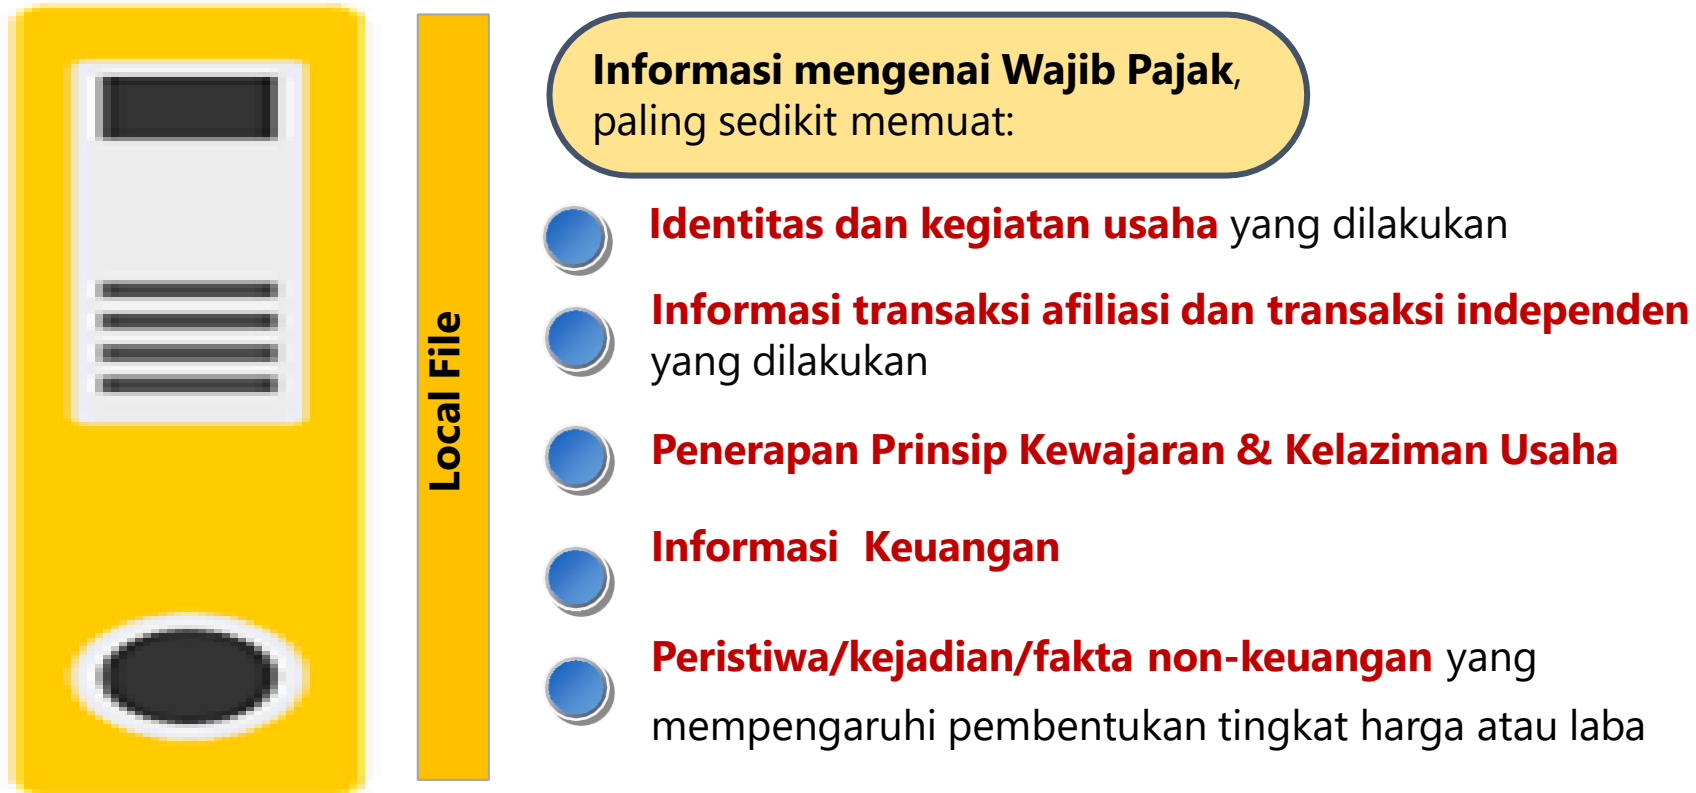 Local File
Informasi mengenai Wajib Pajak,
paling sedikit memuat:
Identitas dan kegiatan usaha yang dilakukan
Informasi transaksi afiliasi dan transaksi independen
yang dilakukan
Penerapan Prinsip Kewajaran & Kelaziman Usaha
Informasi Keuangan
Peristiwa/kejadian/fakta non-keuangan yang
mempengaruhi pembentukan tingkat harga atau laba